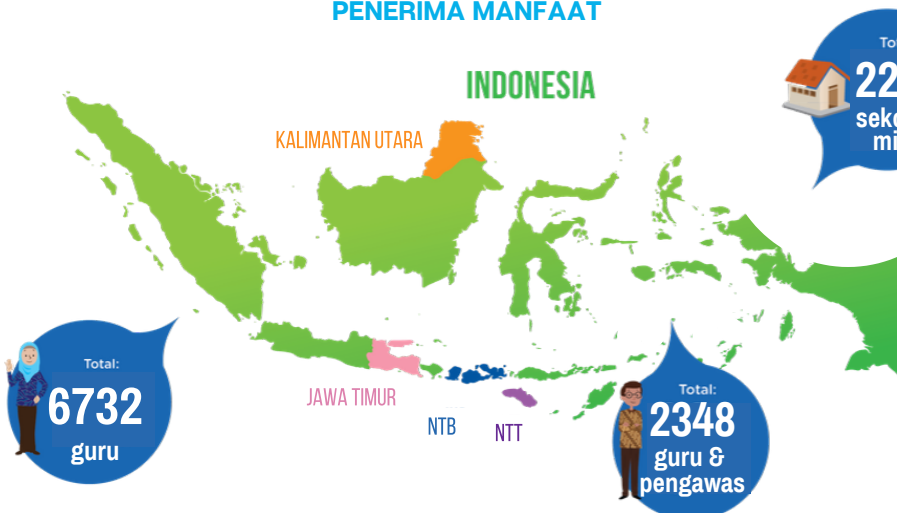 PENERIMA MANFAAT
INDONESIA
KALIMANTAN UTARA
JAWA TIMUR
NTB
NTT
Total:
6732
guru
Total:
2348
guru &
pengawas